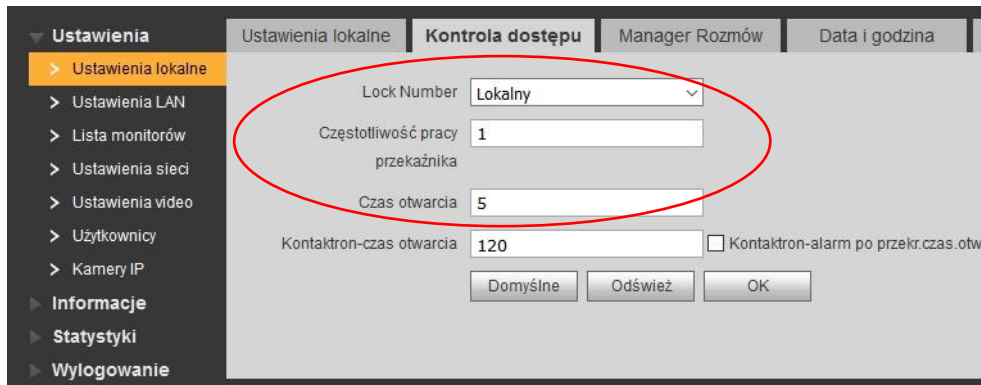 Ustawienia
Ustawienia lokalne
Ustawienia LAN
Lista monitorów
Ustawienia sieci
Ustawienia video
Użytkownicy
Kamery IP
Informacje
Statystyki
Wylogowanie
Ustawienia lokalne Kontrola dostępu Manager Rozmów Data i godzina
Lock Number Lokalny
Częstotliwość pracy 1
przekaźnika
Czas otwarcia 5
Kontaktron-czas otwarcia 120 Kontaktron-alarm po przekr.czas.otw
Domyślne Odśwież OK